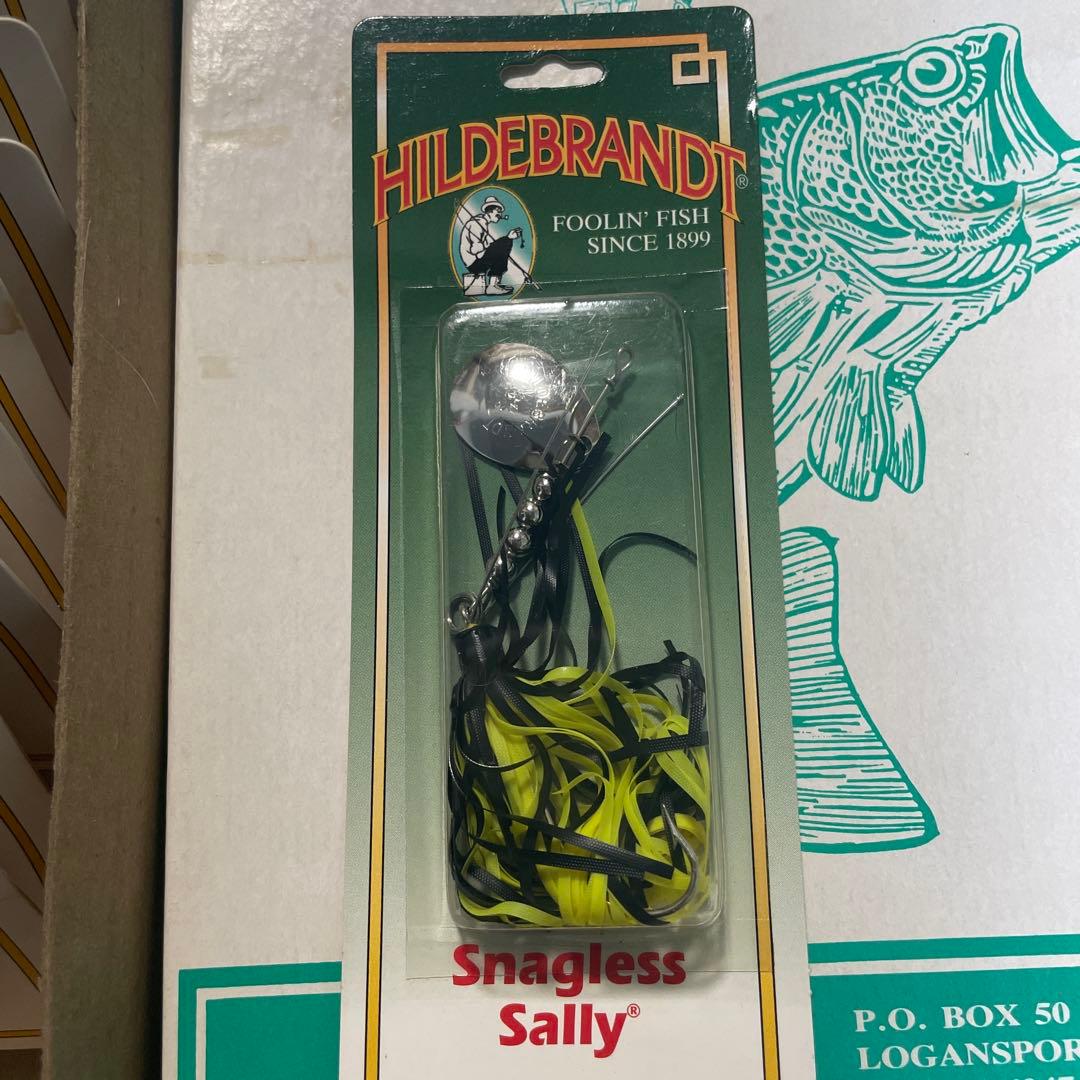 HILDEBRANDT®
FOOLIN' FISH
SINCE 1899
Snagless
Sally®
P.O. BOX 50
LOGANSPOR